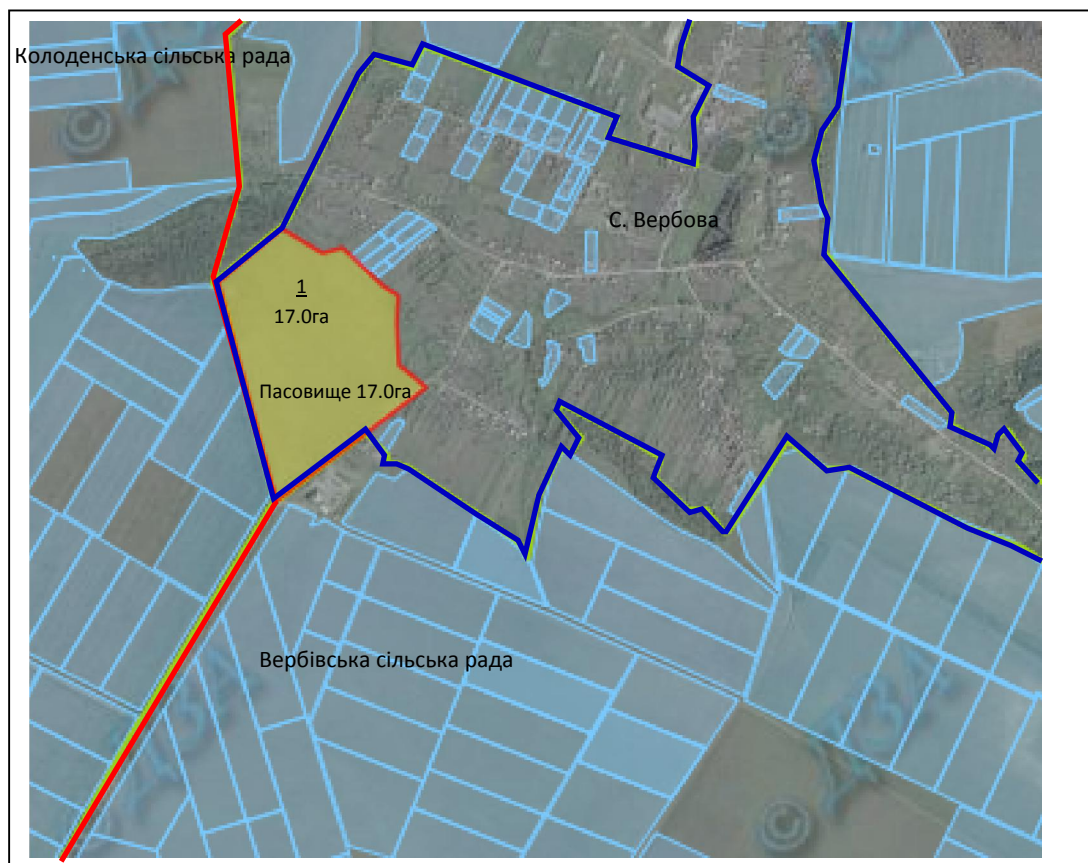 Колоденська сільська рада
С. Вербова
1
17.0га
Пасовище 17.0га
Вербівська сільська рада